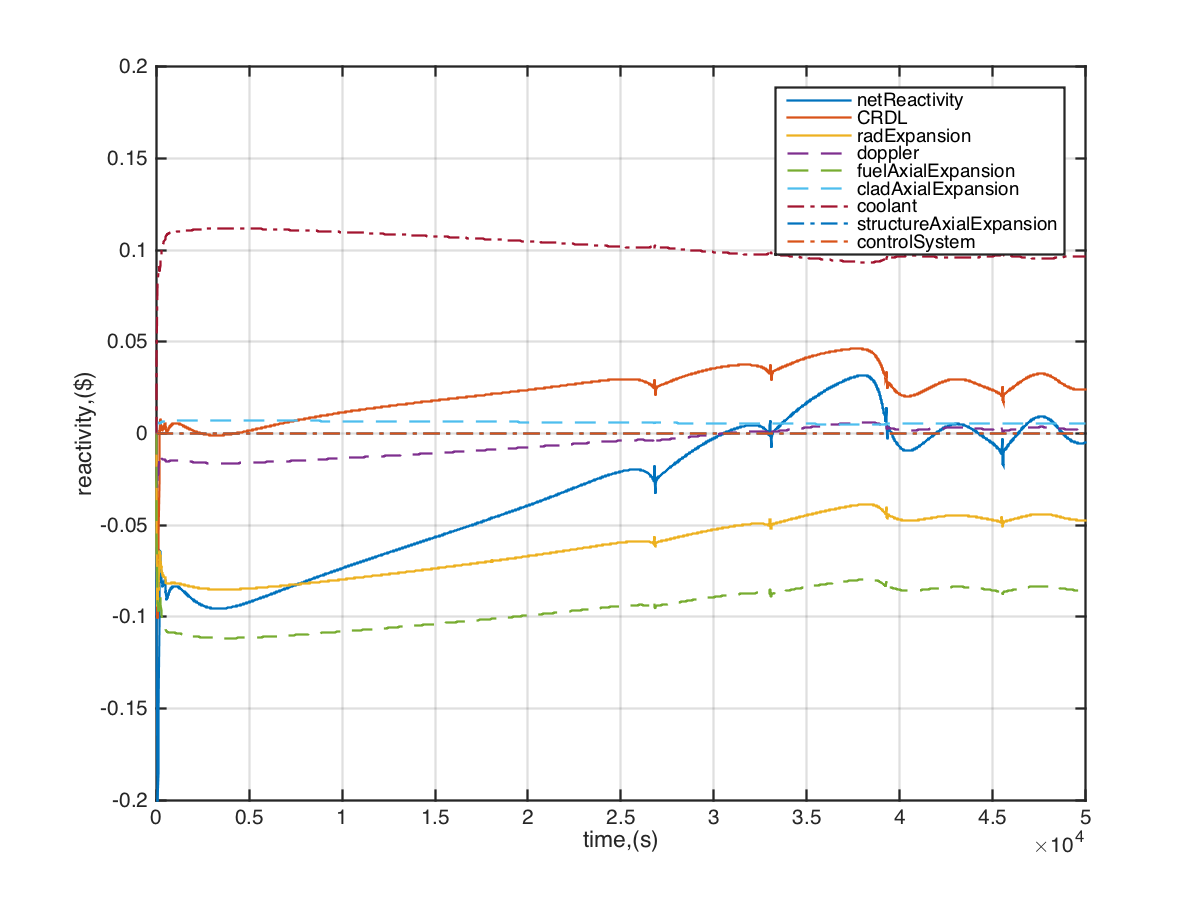 0.2
0.15
0.1
0.05
0
-0.05
-0.1
-0.15
-0.2
reactivity,($)
netReactivity
CRDL
radExpansion
doppler
fuelAxialExpansion
cladAxialExpansion
coolant
structureAxialExpansion
controlSystem
0 0.5 1 1.5 2 2.5 3 3.5 4 4.5 5
time,(s)
×10^4